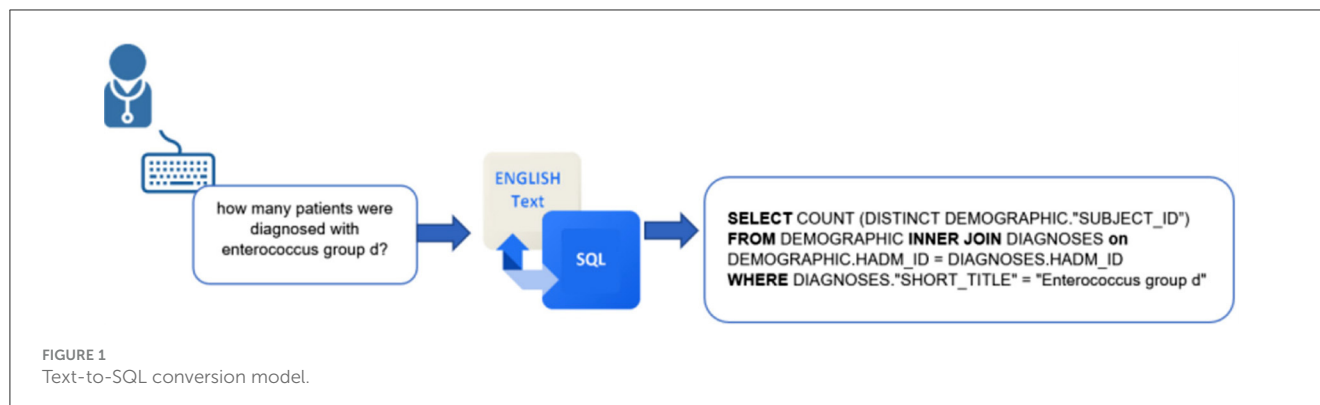 how many patients were
diagnosed with
enterococcus group d?
ENGLISH
Text
SQL
SELECT COUNT (DISTINCT DEMOGRAPHIC."SUBJECT_ID")
FROM DEMOGRAPHIC INNER JOIN DIAGNOSES on
DEMOGRAPHIC.HADM_ID = DIAGNOSES.HADM_ID
WHERE DIAGNOSES."SHORT_TITLE" = "Enterococcus group d"
FIGURE 1
Text-to-SQL conversion model.